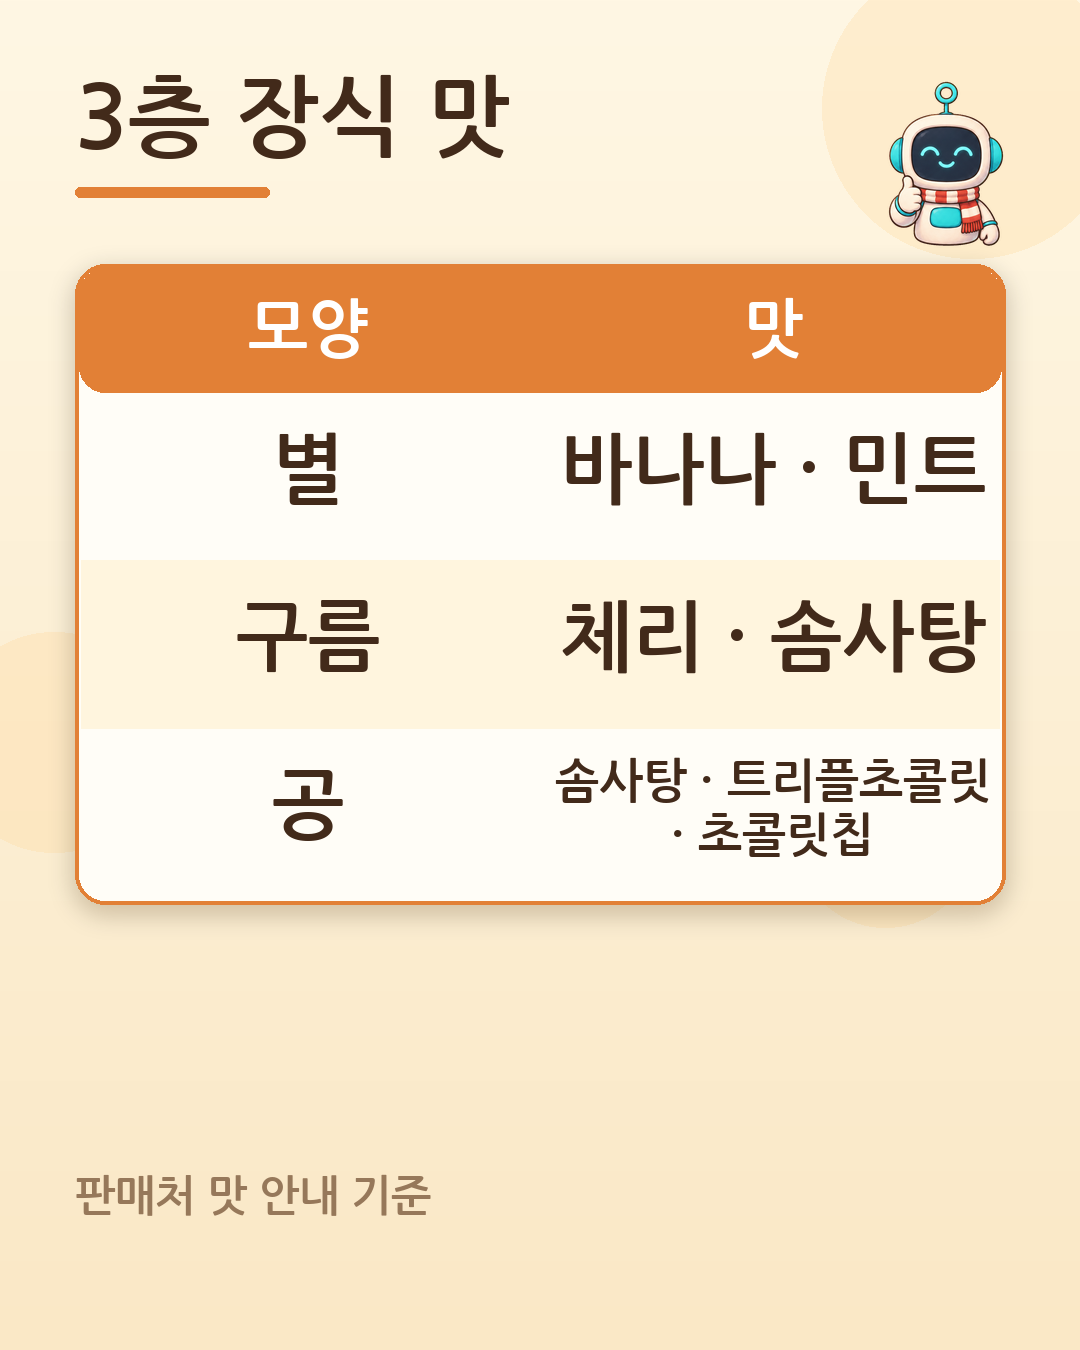 3층 장식 맛
모양 맛
별 바나나 · 민트
구름 체리 · 솜사탕
공 솜사탕 · 트리플초콜릿
· 초콜릿칩
판매처 맛 안내 기준